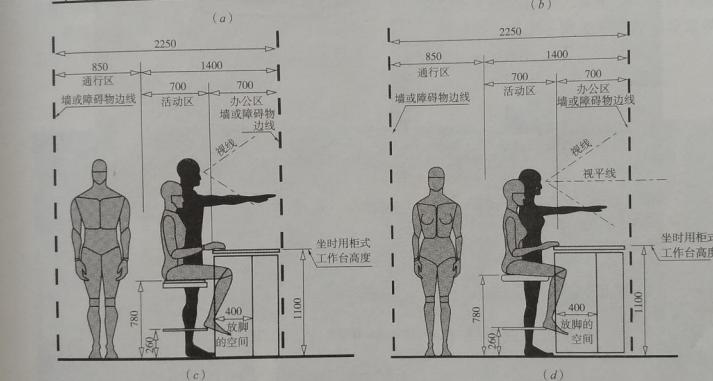 (a)
(b)
2250
850
1400
通行区
700
700
活动区
办公区
墙或障碍物边线
墙或障碍物
边线
视线
坐时用柜式
工作台高度
780
260
400
放脚的
空间
1100
(c)
2250
850
1400
通行区
700
700
活动区
办公区
墙或障碍物边线
墙或障碍物边线
视线
视平线
坐时用柜式
工作台高度
780
260
400
放脚的
空间
1100
(d)